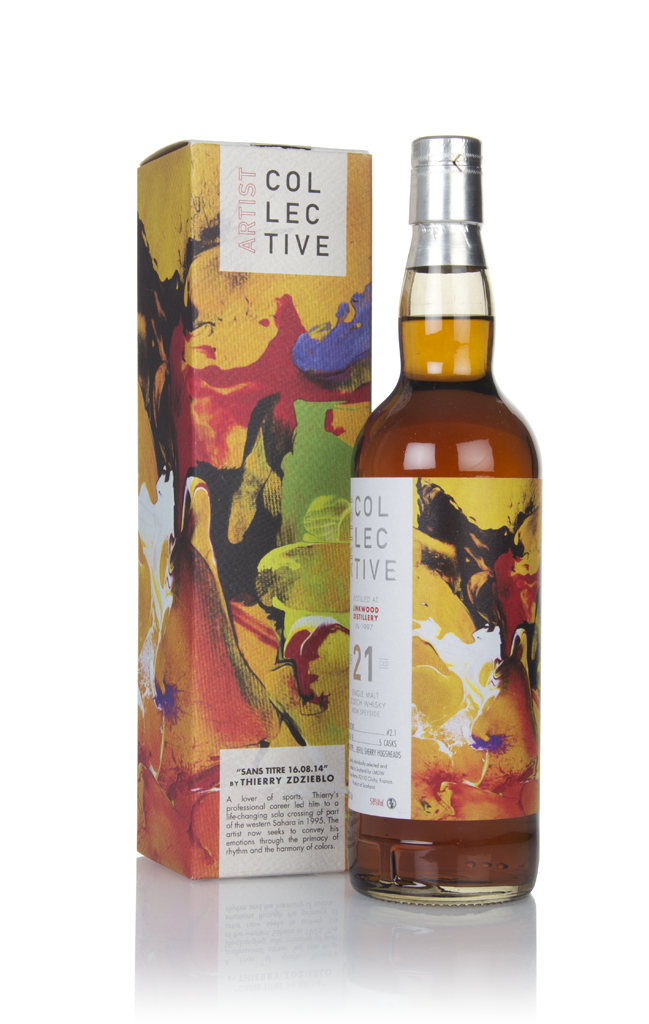 ARTIST
COL
LEC
TIVE
"SANS TITRE 16.08.14"
BY THIERRY ZDZIEBLO
A lover of sports, Thierry's
professional career led him to a
life-changing solo crossing of part
of the western Sahara in 1995. The
artist now seeks to convey his
emotions through the primacy of
rhythm and the harmony of colors.
COL
LEC
TIVE
LINKWOOD
DISTILLERY
21
SINGLE MALT
SCOTCH WHISKY
FROM SPEYSIDE
#2.1
5 CASKS
REFILL SHERRY HOGSHEADS